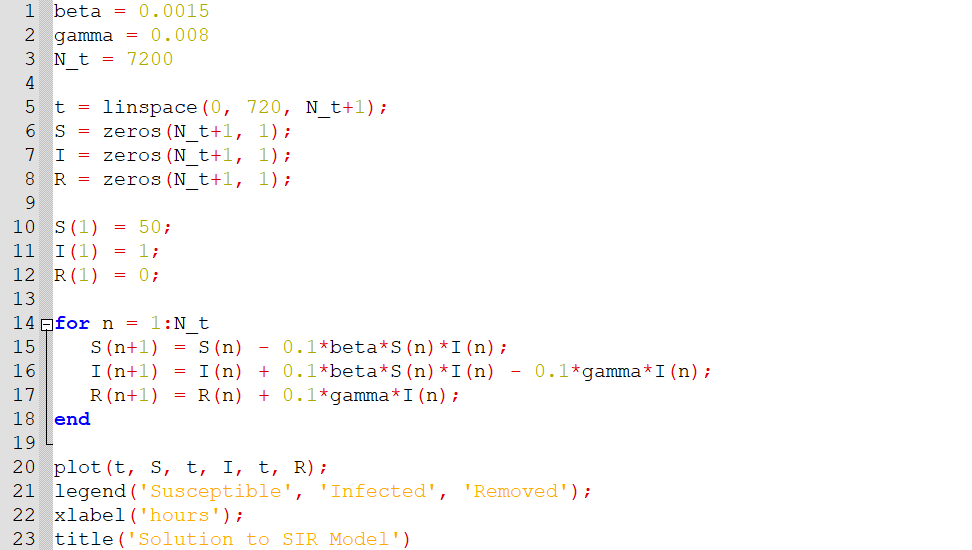 1 beta = 0.0015
2 gamma = 0.008
3 N_t = 7200
4
5 t = linspace(0, 720, N_t+1);
6 S = zeros(N_t+1, 1);
7 I = zeros(N_t+1, 1);
8 R = zeros(N_t+1, 1);
9
10 S(1) = 50;
11 I(1) = 1;
12 R(1) = 0;
13
14 for n = 1:N_t
15 S(n+1) = S(n) - 0.1*beta*S(n)*I(n);
16 I(n+1) = I(n) + 0.1*beta*S(n)*I(n) - 0.1*gamma*I(n);
17 R(n+1) = R(n) + 0.1*gamma*I(n);
18 end
19
20 plot(t, S, t, I, t, R);
21 legend('Susceptible', 'Infected', 'Removed');
22 xlabel('hours');
23 title('Solution to SIR Model')